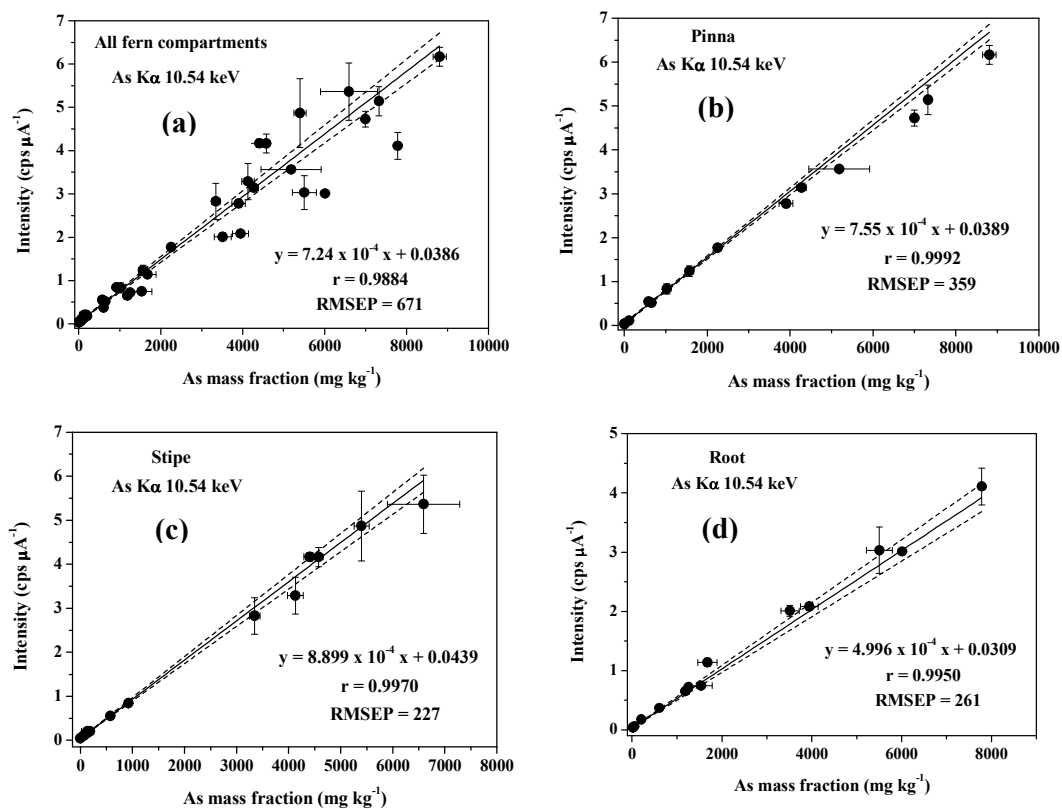 All fern compartments
As Kα 10.54 keV
(a)
y = 7.24 x 10⁻⁴ x + 0.0386
r = 0.9884
RMSEP = 671
Intensity (cps μA⁻¹)
7
6
5
4
3
2
1
0
0 2000 4000 6000 8000 10000
As mass fraction (mg kg⁻¹)
Pinna
As Kα 10.54 keV
(b)
y = 7.55 x 10⁻⁴ x + 0.0389
r = 0.9992
RMSEP = 359
Intensity (cps μA⁻¹)
7
6
5
4
3
2
1
0
0 2000 4000 6000 8000 10000
As mass fraction (mg kg⁻¹)
Stipe
As Kα 10.54 keV
(c)
y = 8.899 x 10⁻⁴ x + 0.0439
r = 0.9970
RMSEP = 227
Intensity (cps μA⁻¹)
7
6
5
4
3
2
1
0
0 1000 2000 3000 4000 5000 6000 7000 8000
As mass fraction (mg kg⁻¹)
Root
As Kα 10.54 keV
(d)
y = 4.996 x 10⁻⁴ x + 0.0309
r = 0.9950
RMSEP = 261
Intensity (cps μA⁻¹)
5
4
3
2
1
0
0 2000 4000 6000 8000
As mass fraction (mg kg⁻¹)